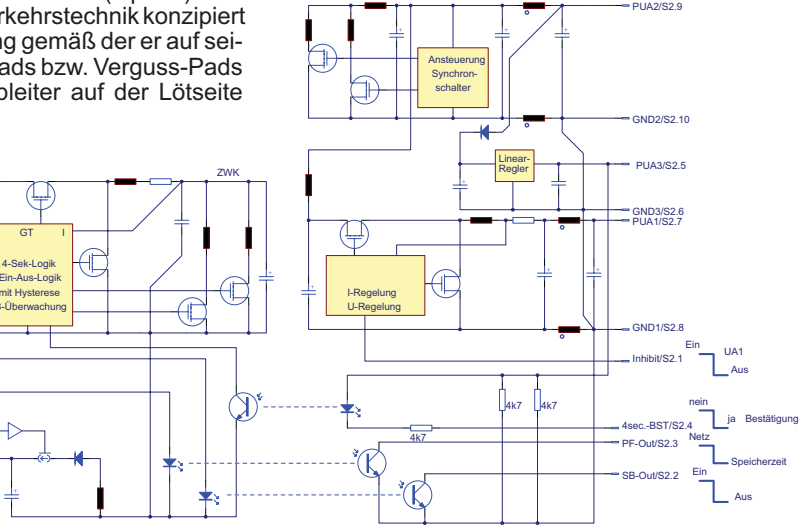 rkehrstechnik konzipiert
ng gemäß der er auf sei-
ads bzw. Verguss-Pads
leiter auf der Lötseite
PUA2/S2.9
Ansteuerung
Synchron-
schalter
GND2/S2.10
Linear-
Regler
PUA3/S2.5
GND3/S2.6
PUA1/S2.7
ZWK
GT I
4-Sek-Logik
Ein-Aus-Logik
mit Hysterese
-Überwachung
I-Regelung
U-Regelung
GND1/S2.8
Inhibit/S2.1
Ein
UA1
Aus
4k7
4k7
4k7
4sec.-BST/S2.4
nein
ja Bestätigung
PF-Out/S2.3
Netz
Speicherzeit
SB-Out/S2.2
Ein
Aus